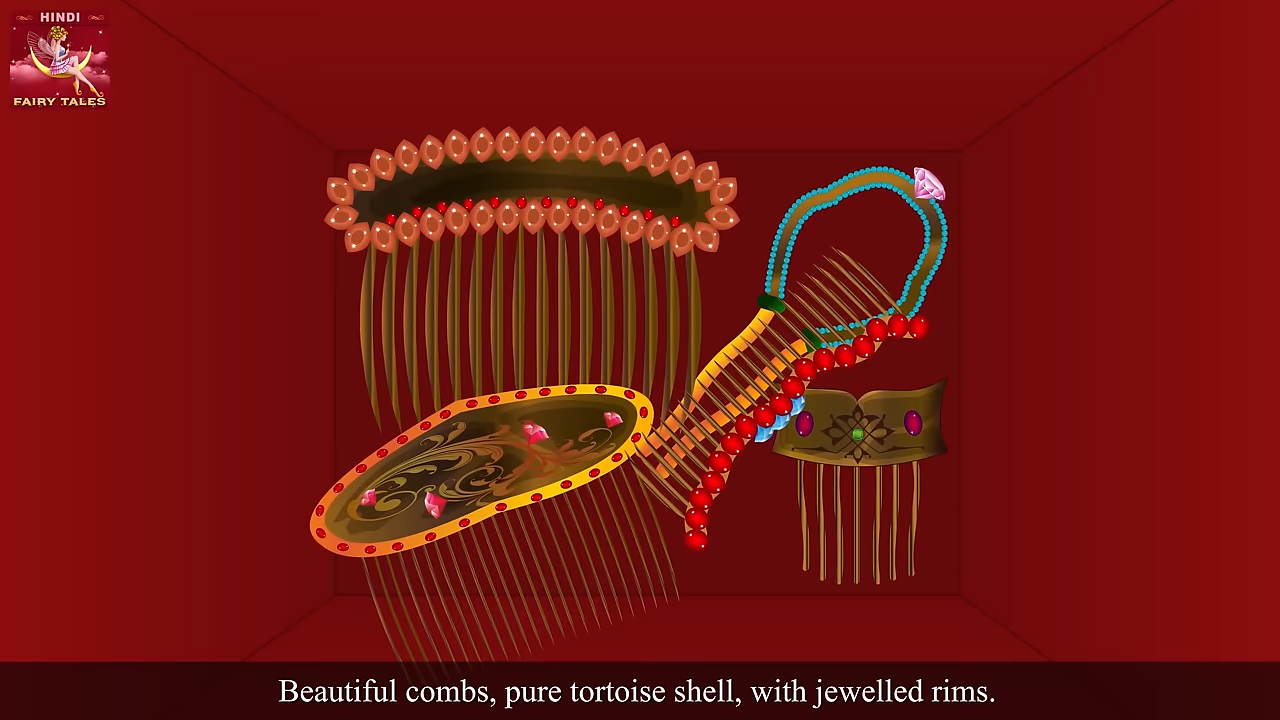 HINDI
FAIRY TALES
Beautiful combs, pure tortoise shell, with jewelled rims.